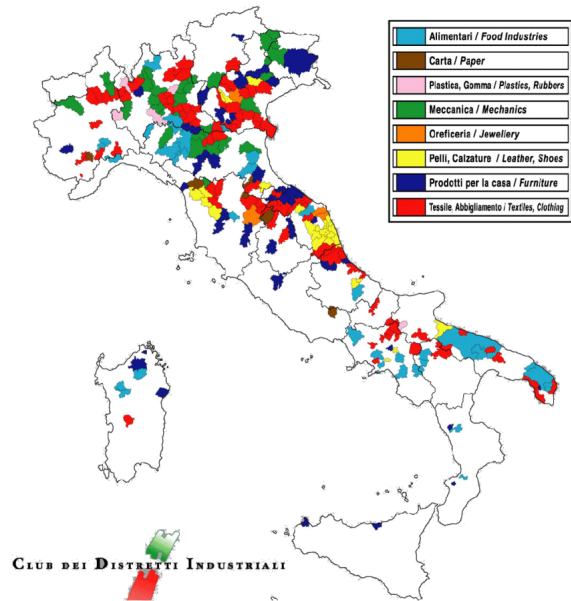 Alimentari / Food Industries
Carta / Paper
Plastica, Gomma / Plastics, Rubbers
Meccanica / Mechanics
Oreficeria / Jewellery
Pelli, Calzature / Leather, Shoes
Prodotti per la casa / Furniture
Tessile, Abbigliamento / Textiles, Clothing
Club dei Distretti Industriali